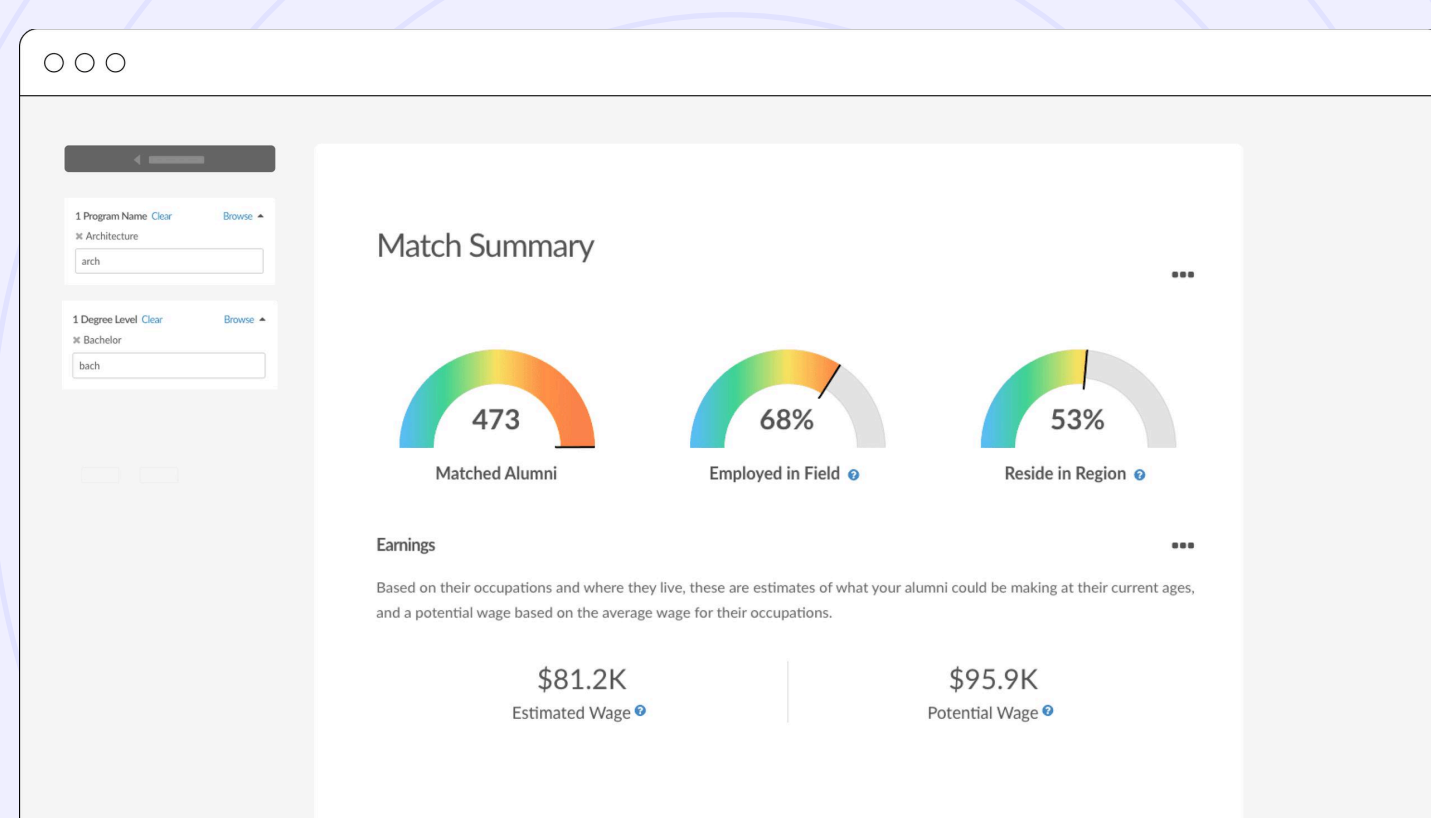 1 Program Name Clear Browse
Architecture
arch
1 Degree Level Clear Browse
Bachelor
bach
Match Summary
473
Matched Alumni
68%
Employed in Field ?
53%
Reside in Region ?
Earnings
Based on their occupations and where they live, these are estimates of what your alumni could be making at their current ages,
and a potential wage based on the average wage for their occupations.
$81.2K
Estimated Wage ?
$95.9K
Potential Wage ?